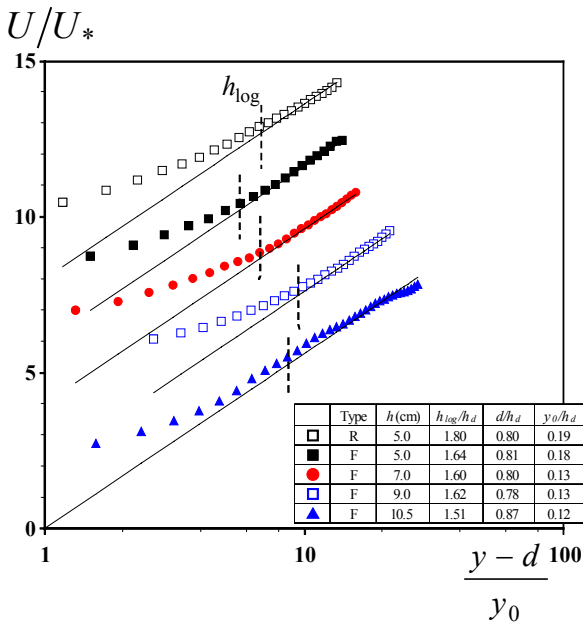 U/U*
15
h_log
10
5
0
Type h (cm) h_log/h_d d/h_d y_0/h_d
R 5.0 1.80 0.80 0.19
F 5.0 1.64 0.81 0.18
F 7.0 1.60 0.80 0.13
F 9.0 1.62 0.78 0.13
F 10.5 1.51 0.87 0.12
1 10 100
y − d
y_0